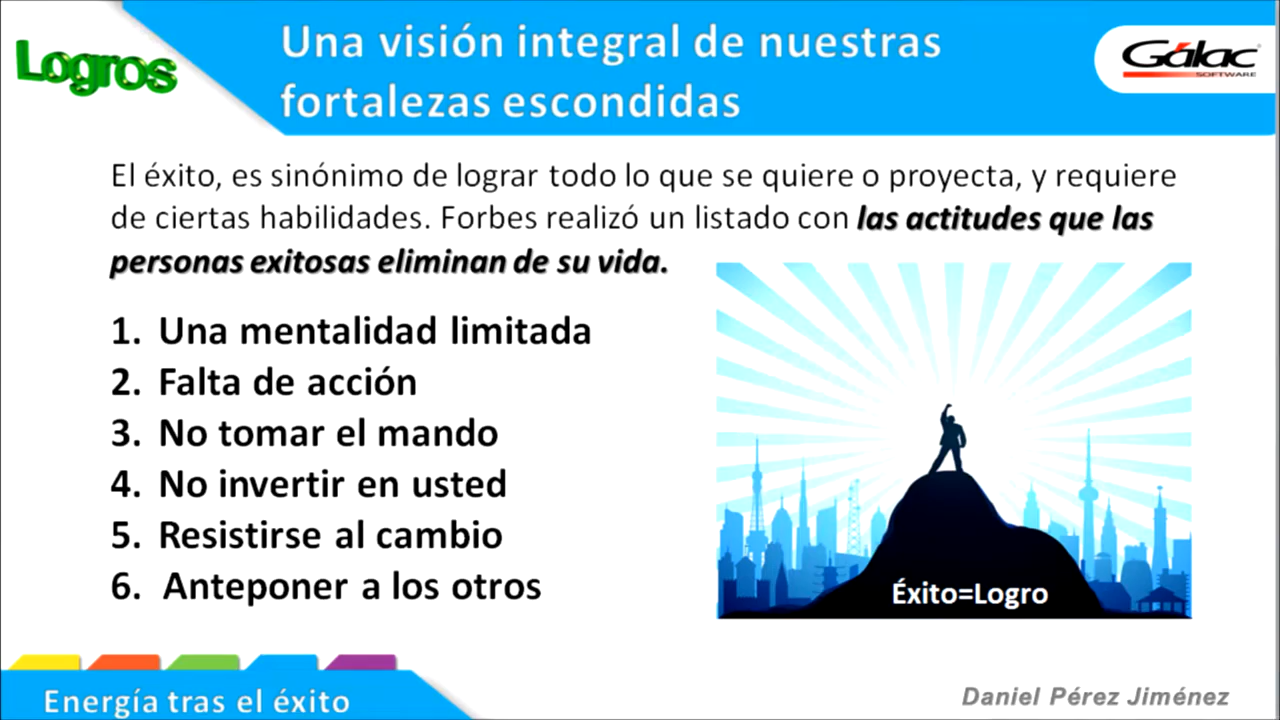 Logros
Una visión integral de nuestras
fortalezas escondidas
Gálac
SOFTWARE
El éxito, es sinónimo de lograr todo lo que se quiere o proyecta, y requiere
de ciertas habilidades. Forbes realizó un listado con las actitudes que las
personas exitosas eliminan de su vida.
1. Una mentalidad limitada
2. Falta de acción
3. No tomar el mando
4. No invertir en usted
5. Resistirse al cambio
6. Anteponer a los otros
Éxito=Logro
Energía tras el éxito
Daniel Pérez Jiménez